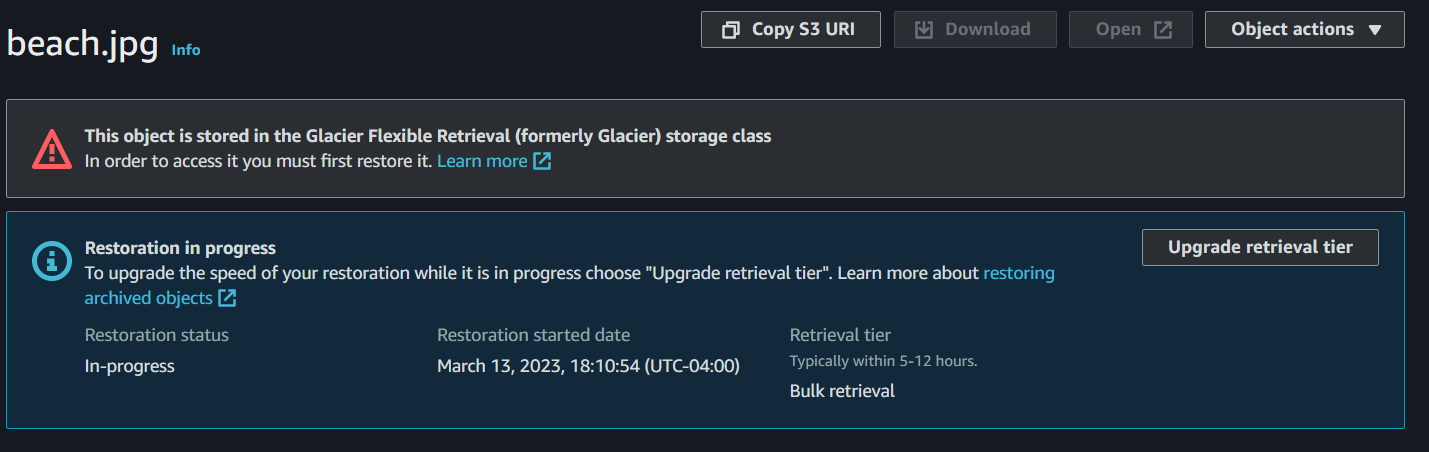 beach.jpg Info
Copy S3 URI Download Open Object actions
This object is stored in the Glacier Flexible Retrieval (formerly Glacier) storage class
In order to access it you must first restore it. Learn more
Restoration in progress
Upgrade retrieval tier
To upgrade the speed of your restoration while it is in progress choose "Upgrade retrieval tier". Learn more about restoring
archived objects
Restoration status
In-progress
Restoration started date
March 13, 2023, 18:10:54 (UTC-04:00)
Retrieval tier
Typically within 5-12 hours.
Bulk retrieval